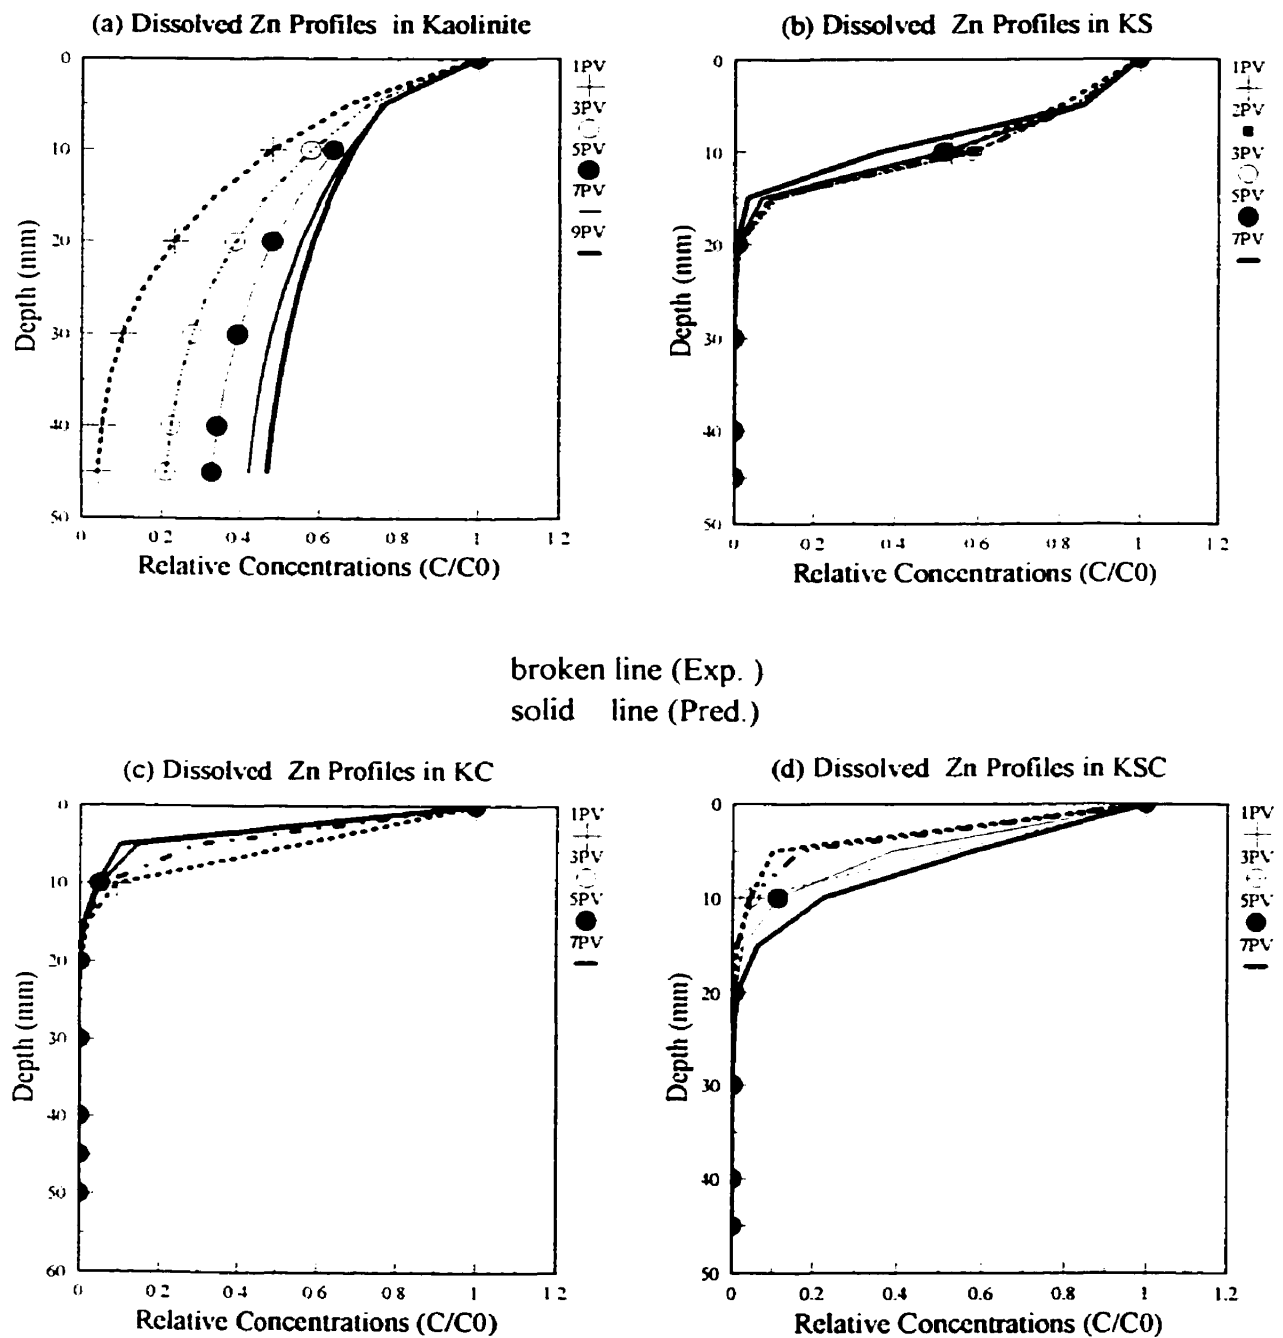 (a) Dissolved Zn Profiles in Kaolinite
0
10
20
30
40
50
Depth (mm)
0 0.2 0.4 0.6 0.8 1 1.2
Relative Concentrations (C/C0)
1PV
3PV
5PV
7PV
9PV
(b) Dissolved Zn Profiles in KS
0
10
20
30
40
50
Depth (mm)
0 0.2 0.4 0.6 0.8 1 1.2
Relative Concentrations (C/C0)
1PV
2PV
3PV
5PV
7PV
broken line (Exp. )
solid line (Pred.)
(c) Dissolved Zn Profiles in KC
0
10
20
30
40
50
60
Depth (mm)
0 0.2 0.4 0.6 0.8 1 1.2
Relative Concentrations (C/C0)
1PV
3PV
5PV
7PV
(d) Dissolved Zn Profiles in KSC
0
10
20
30
40
50
Depth (mm)
0 0.2 0.4 0.6 0.8 1 1.2
Relative Concentrations (C/C0)
1PV
3PV
5PV
7PV